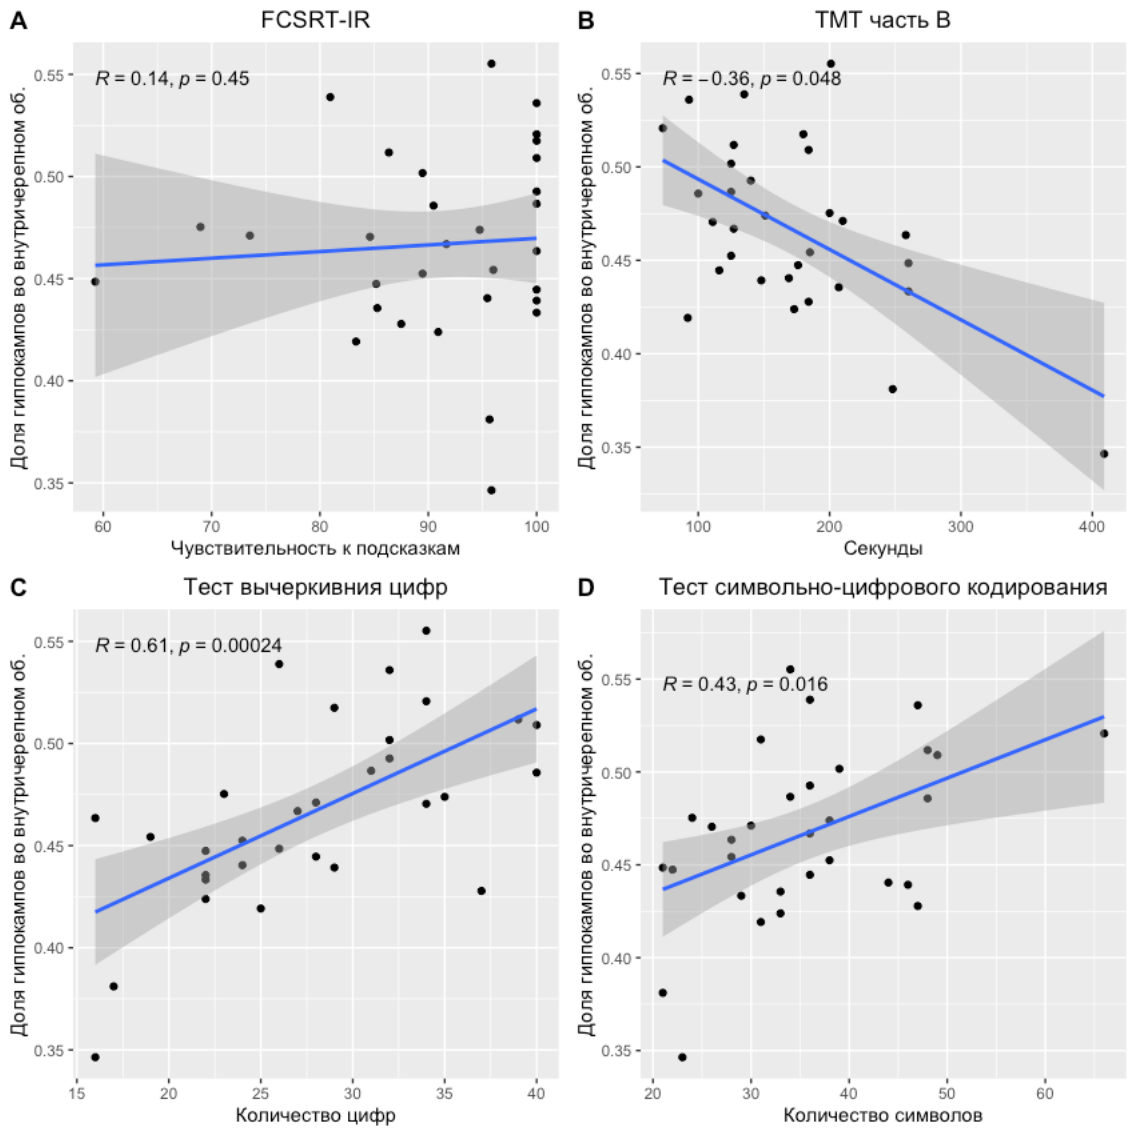 A
FCSRT-IR
R = 0.14, p = 0.45
Доля гиппокампов во внутричерепном об.
0.55
0.50
0.45
0.40
0.35
60 70 80 90 100
Чувствительность к подсказкам
B
TMT часть B
R = −0.36, p = 0.048
Доля гиппокампов во внутричерепном об.
0.55
0.50
0.45
0.40
0.35
100 200 300 400
Секунды
C
Тест вычеркивния цифр
R = 0.61, p = 0.00024
Доля гиппокампов во внутричерепном об.
0.55
0.50
0.45
0.40
0.35
15 20 25 30 35 40
Количество цифр
D
Тест символьно-цифрового кодирования
R = 0.43, p = 0.016
Доля гиппокампов во внутричерепном об.
0.55
0.50
0.45
0.40
0.35
20 30 40 50 60
Количество символов